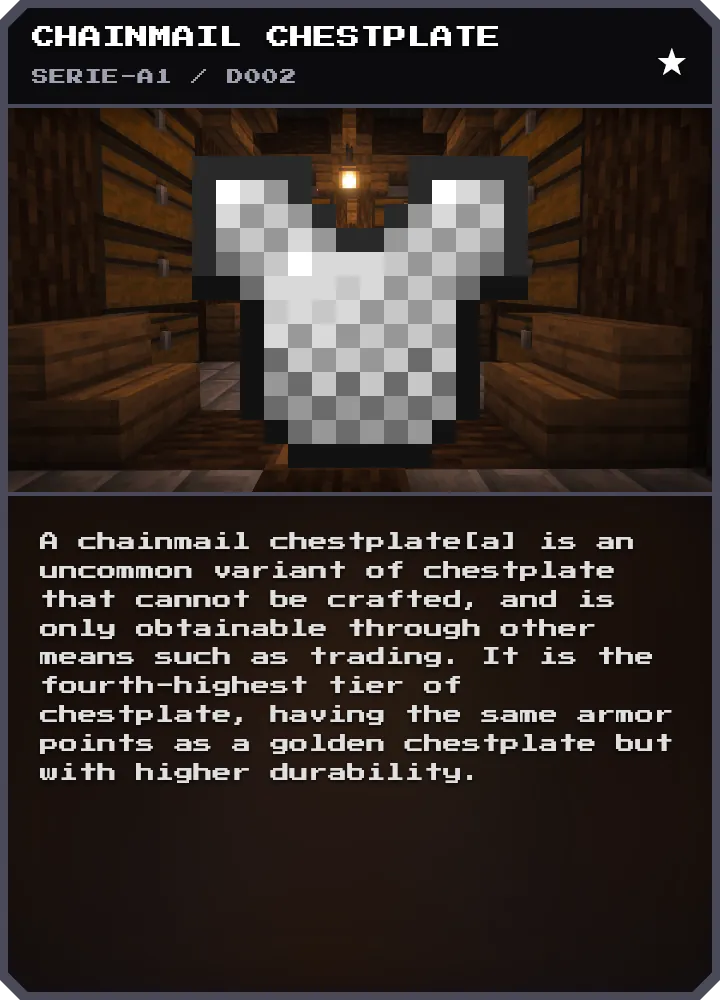 CHAINMAIL CHESTPLATE
SERIE-A1 / D002
A chainmail chestplate[a] is an
uncommon variant of chestplate
that cannot be crafted, and is
only obtainable through other
means such as trading. It is the
fourth-highest tier of
chestplate, having the same armor
points as a golden chestplate but
with higher durability.